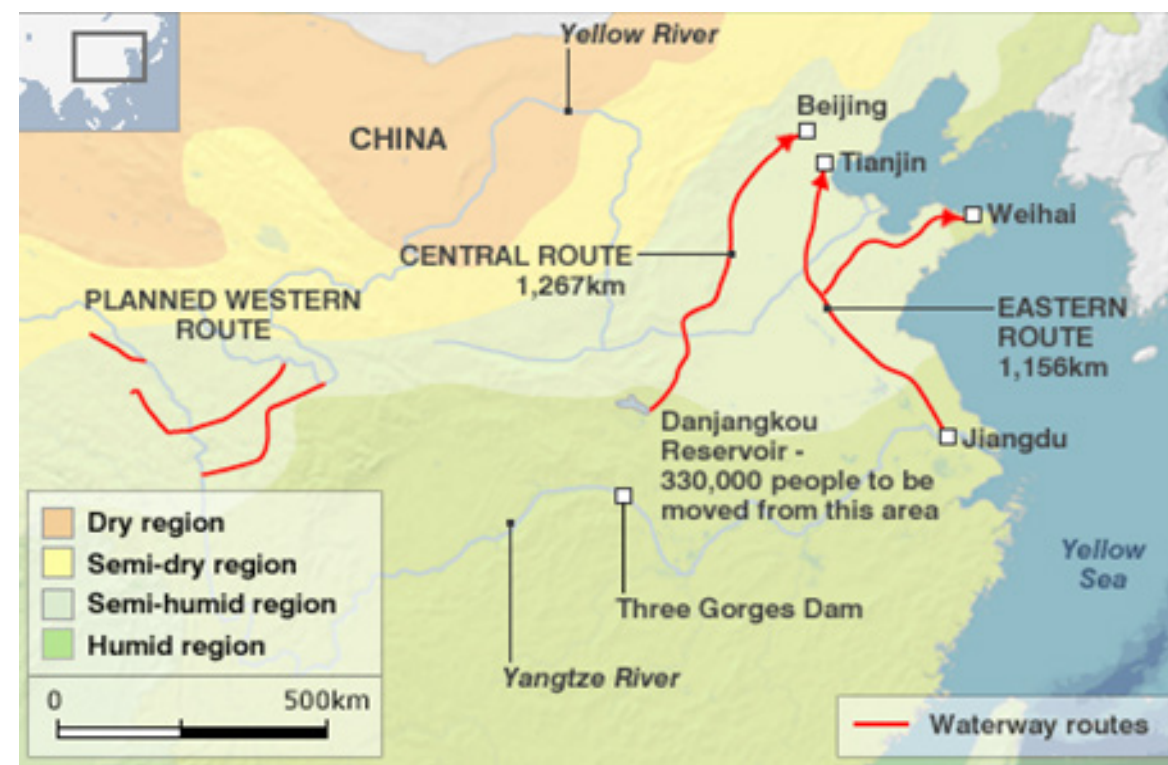 Yellow River
Beijing
CHINA
Tianjin
Weihai
CENTRAL ROUTE
1,267km
PLANNED WESTERN
ROUTE
EASTERN
ROUTE
1,156km
Danjangkou
Reservoir -
330,000 people to be
moved from this area
Jiangdu
Dry region
Semi-dry region
Semi-humid region
Humid region
0 500km
Three Gorges Dam
Yangtze River
Yellow
Sea
Waterway routes